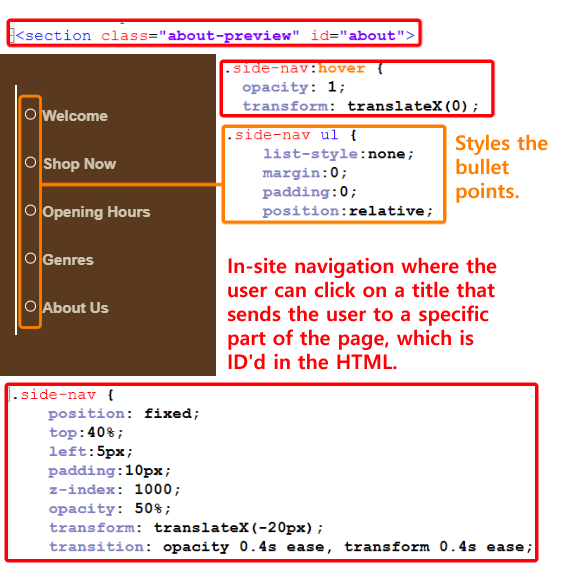 <section class="about-preview" id="about">
.side-nav:hover {
opacity: 1;
transform: translateX(0);
.side-nav ul {
list-style:none;
margin:0;
padding:0;
position:relative;
Styles the
bullet
points.
Welcome
Shop Now
Opening Hours
Genres
About Us
In-site navigation where the
user can click on a title that
sends the user to a specific
part of the page, which is
ID'd in the HTML.
.side-nav {
position: fixed;
top:40%;
left:5px;
padding:10px;
z-index: 1000;
opacity: 50%;
transform: translateX(-20px);
transition: opacity 0.4s ease, transform 0.4s ease;